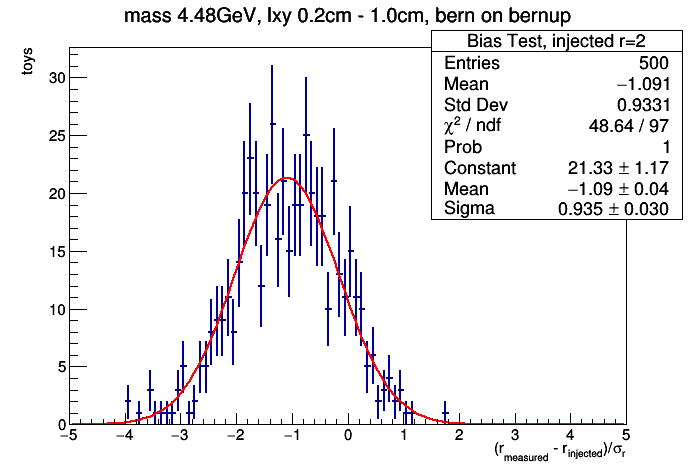 mass 4.48GeV, lxy 0.2cm - 1.0cm, bern on bernup
Bias Test, injected r=2
Entries 500
Mean −1.091
Std Dev 0.9331
χ² / ndf 48.64 / 97
Prob 1
Constant 21.33 ± 1.17
Mean −1.09 ± 0.04
Sigma 0.935 ± 0.030
toys
30
25
20
15
10
5
0
−5 −4 −3 −2 −1 0 1 2 3 4 5
(r_measured - r_injected)/σ_r